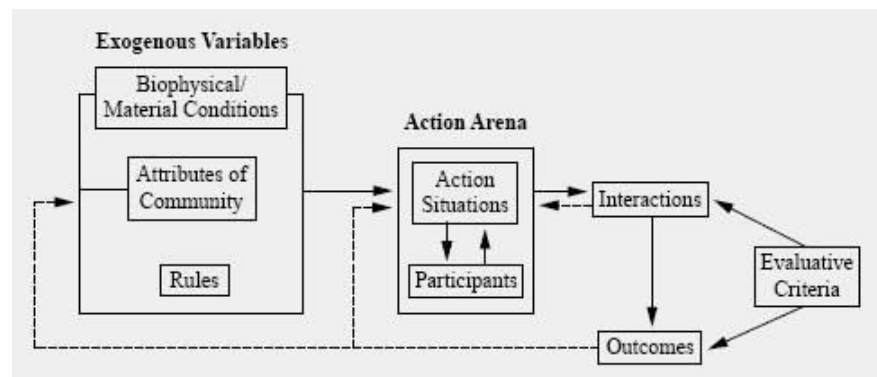 Exogenous Variables
Biophysical/
Material Conditions
Attributes of
Community
Rules
Action Arena
Action
Situations
Participants
Interactions
Outcomes
Evaluative
Criteria